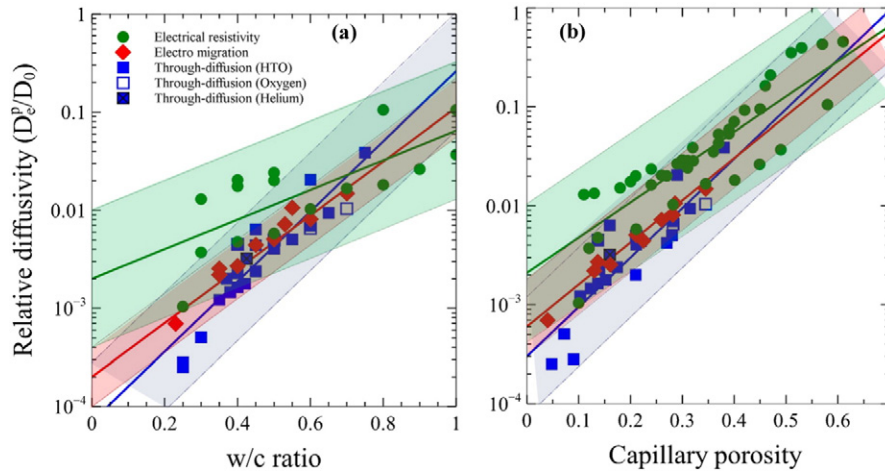 (a)
Electrical resistivity
Electro migration
Through-diffusion (HTO)
Through-diffusion (Oxygen)
Through-diffusion (Helium)
Relative diffusivity (D_e^p/D_0)
1
0.1
0.01
10^-3
10^-4
0 0.2 0.4 0.6 0.8 1
w/c ratio
(b)
1
0.1
0.01
10^-3
10^-4
0 0.1 0.2 0.3 0.4 0.5 0.6
Capillary porosity